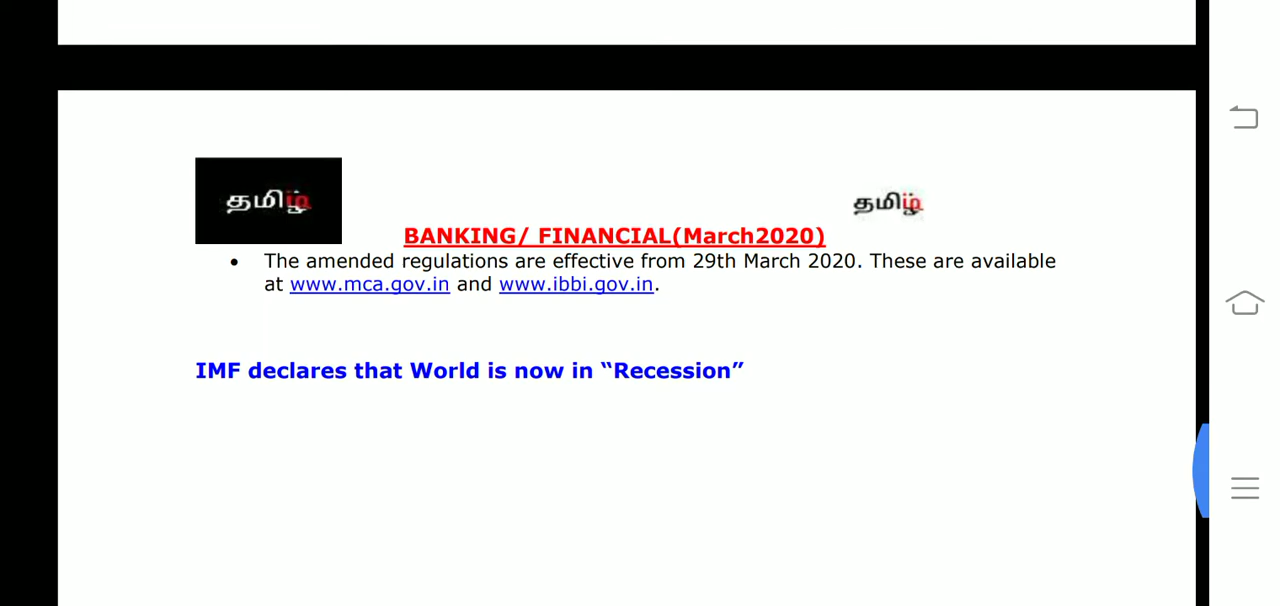 தமிழ்
தமிழ்
BANKING/ FINANCIAL(March2020)
• The amended regulations are effective from 29th March 2020. These are available
at www.mca.gov.in and www.ibbi.gov.in.
IMF declares that World is now in “Recession”